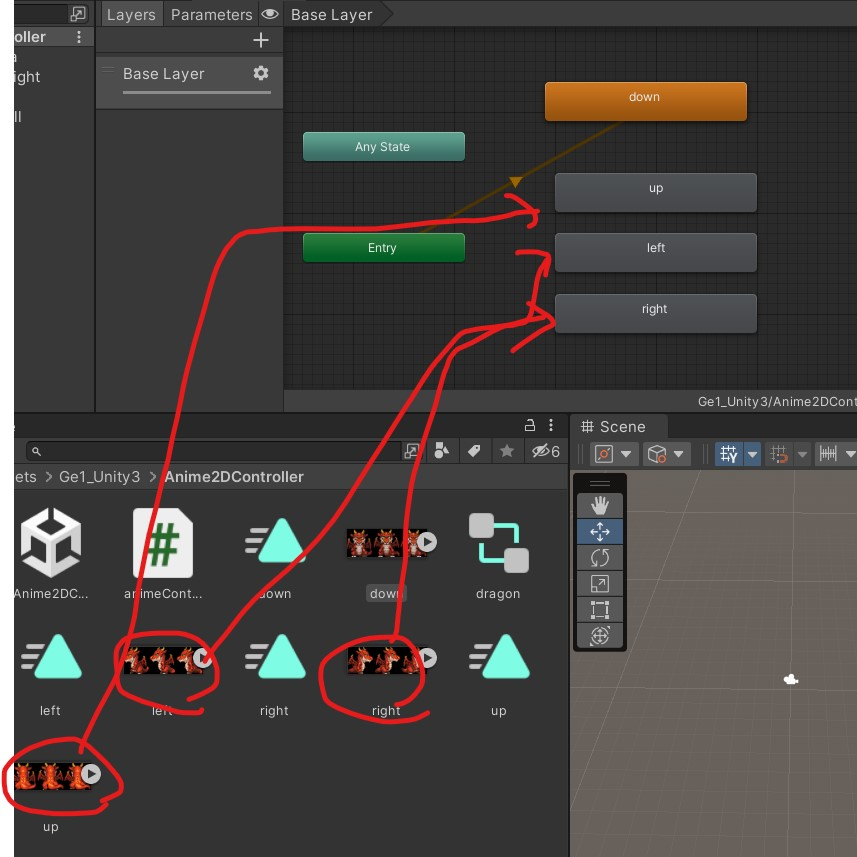 Layers Parameters Base Layer
oller
ight
ll
Base Layer
down
Any State
up
Entry
left
right
Ge1_Unity3/Anime2DCont
6
Scene
ets > Ge1_Unity3 > Anime2DController
Anime2DC...
animeCont...
down
down
dragon
left
left
right
right
up
up